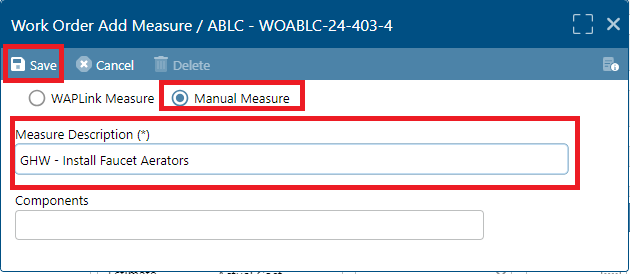 Work Order Add Measure / ABLC - WOABLC-24-403-4
Save Cancel Delete
WAPLink Measure Manual Measure
Measure Description (*)
GHW - Install Faucet Aerators
Components